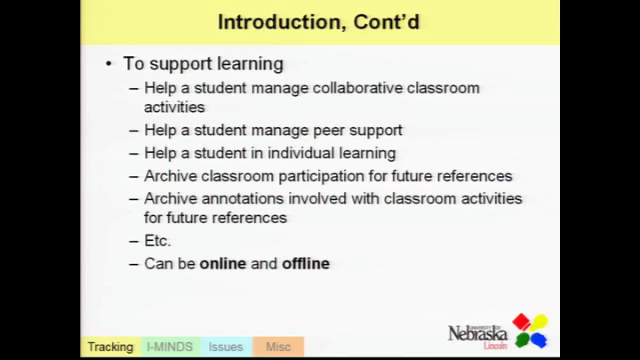 Introduction, Cont'd
• To support learning
– Help a student manage collaborative classroom
activities
– Help a student manage peer support
– Help a student in individual learning
– Archive classroom participation for future references
– Archive annotations involved with classroom activities
for future references
– Etc.
– Can be online and offline
UNIVERSITY OF
Nebraska
Lincoln
Tracking I-MINDS Issues Misc